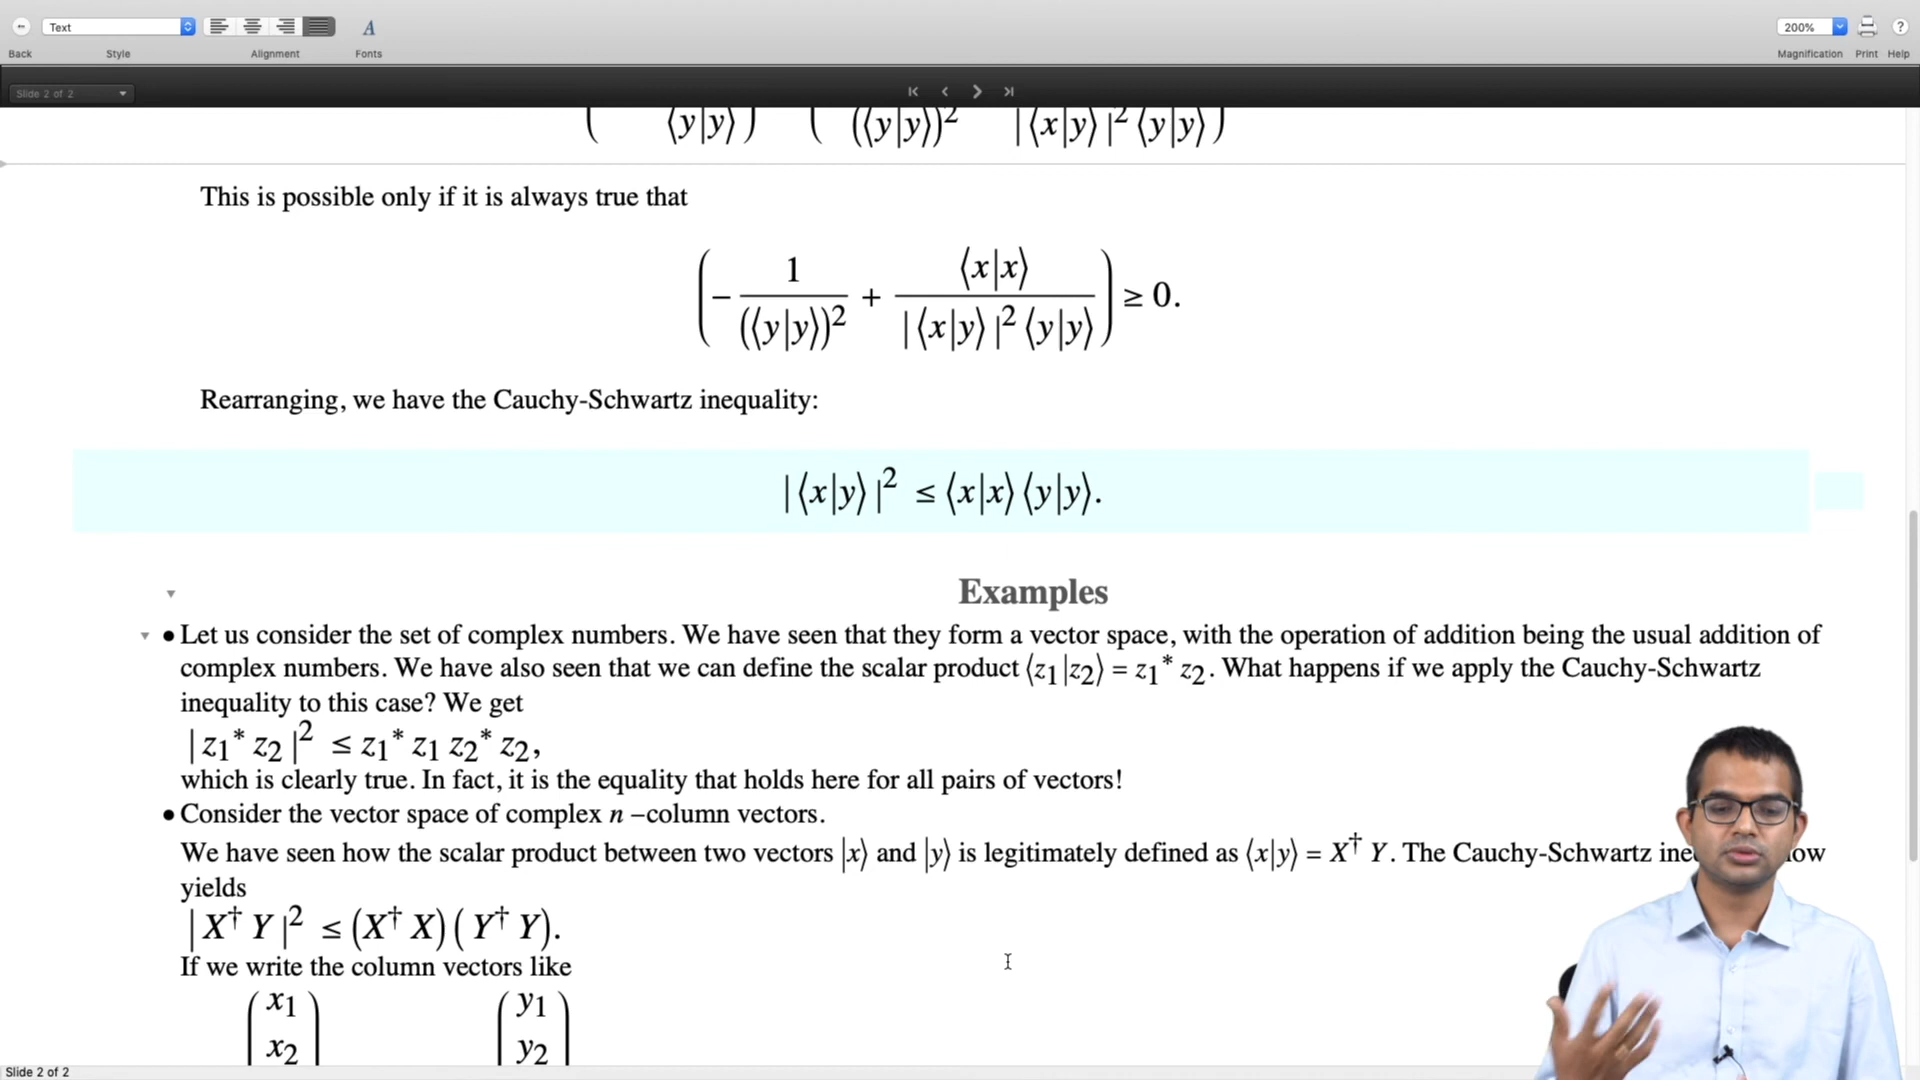 Text
200%
Back Style Alignment Fonts Magnification Print Help
Slide 2 of 2
( ⟨y|y⟩ ) ( (⟨y|y⟩)² |⟨x|y⟩|² ⟨y|y⟩ )
This is possible only if it is always true that
( − 1/(⟨y|y⟩)² + ⟨x|x⟩/(|⟨x|y⟩|² ⟨y|y⟩) ) ≥ 0.
Rearranging, we have the Cauchy-Schwartz inequality:
|⟨x|y⟩|² ≤ ⟨x|x⟩ ⟨y|y⟩.
Examples
● Let us consider the set of complex numbers. We have seen that they form a vector space, with the operation of addition being the usual addition of
complex numbers. We have also seen that we can define the scalar product ⟨z₁|z₂⟩ = z₁* z₂. What happens if we apply the Cauchy-Schwartz
inequality to this case? We get
|z₁* z₂|² ≤ z₁* z₁ z₂* z₂,
which is clearly true. In fact, it is the equality that holds here for all pairs of vectors!
● Consider the vector space of complex n −column vectors.
We have seen how the scalar product between two vectors |x⟩ and |y⟩ is legitimately defined as ⟨x|y⟩ = X† Y. The Cauchy-Schwartz
yields
|X† Y|² ≤ (X† X) (Y† Y).
If we write the column vectors like
( x₁ ) ( y₁ )
x₂ y₂
Slide 2 of 2